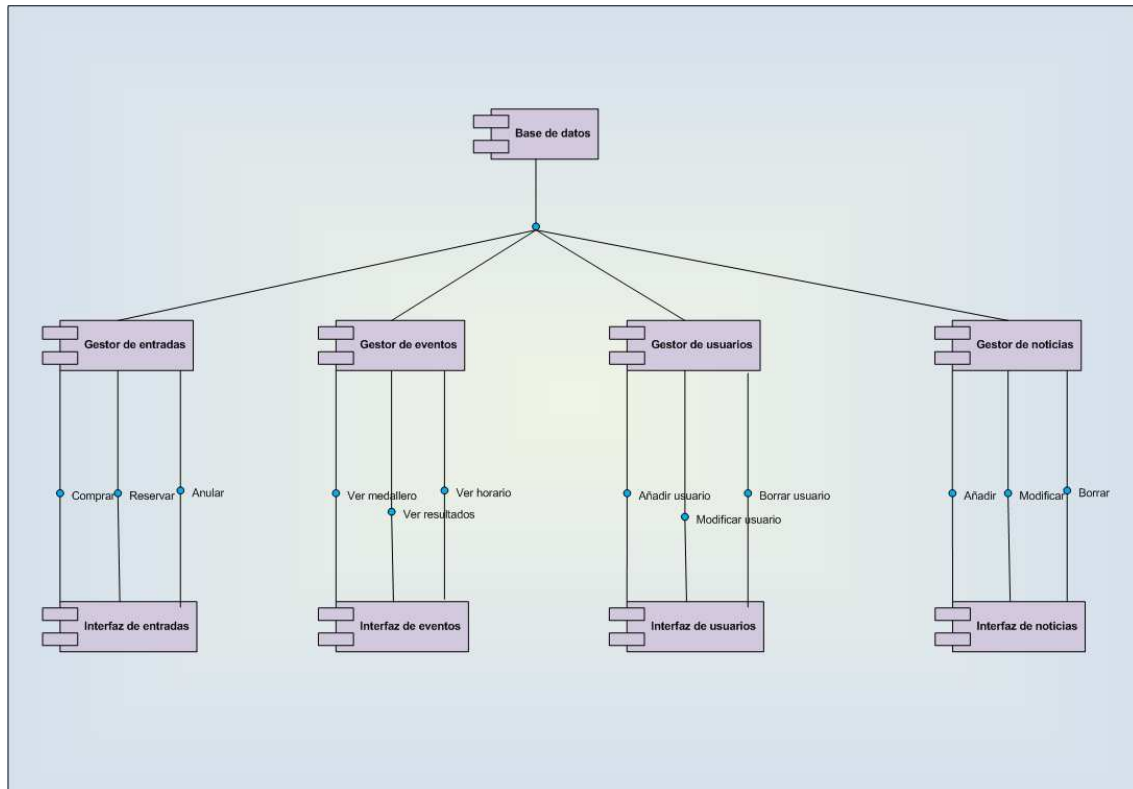 Base de datos
Gestor de entradas
Gestor de eventos
Gestor de usuarios
Gestor de noticias
Comprar
Reservar
Anular
Ver medallero
Ver resultados
Ver horario
Añadir usuario
Modificar usuario
Borrar usuario
Añadir
Modificar
Borrar
Interfaz de entradas
Interfaz de eventos
Interfaz de usuarios
Interfaz de noticias